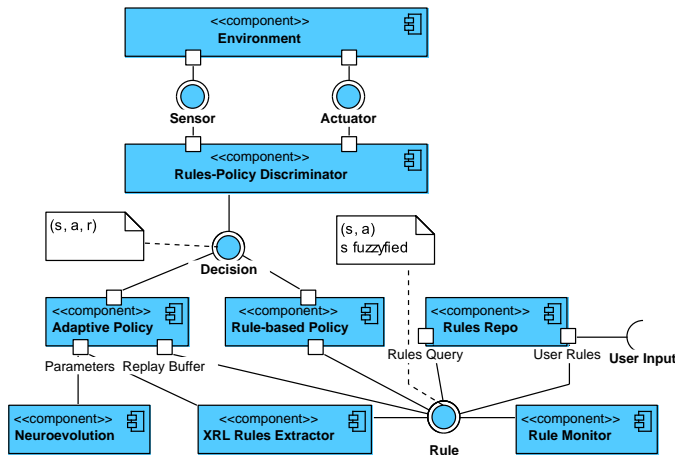 <<component>>
Environment
Sensor
Actuator
<<component>>
Rules-Policy Discriminator
(s, a, r)
(s, a)
s fuzzyfied
Decision
<<component>>
Adaptive Policy
<<component>>
Rule-based Policy
<<component>>
Rules Repo
Parameters
Replay Buffer
Rules Query
User Rules
User Input
<<component>>
Neuroevolution
<<component>>
XRL Rules Extractor
Rule
<<component>>
Rule Monitor